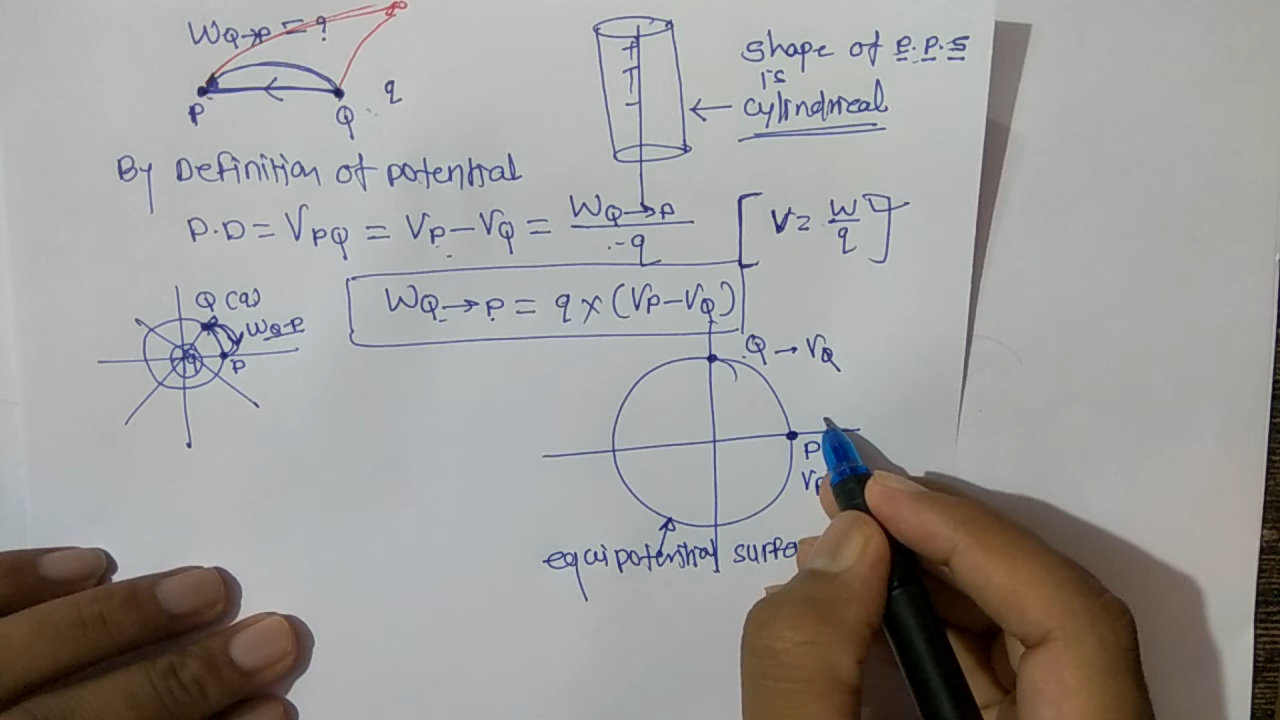 WQ→P = ?
P
Q
q
+
+
+
shape of e.p.s
is
cylindrical
By Definition of potential
P.D = VPQ = VP - VQ = WQ→P / q
[V = W/q]
WQ→P = q × (VP - VQ)
Q (q)
WQ-P
P
Q → VQ
P
VP
equipotential surfa